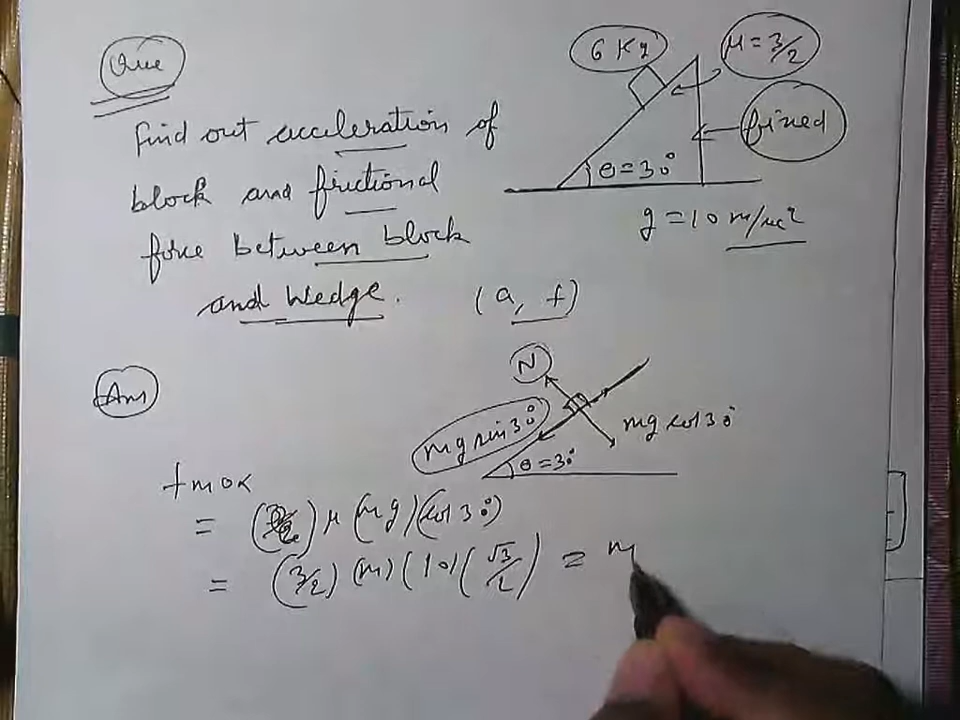 Que
6 Kg
μ = 3/2
Find out acceleration of
block and frictional
force between block
and Wedge. (a, f)
fixed
θ = 30°
g = 10 m/sec²
Ans
N
mg sin 30°
mg cos 30°
θ = 30°
fmax
= μ (mg) (cos 30°)
= (3/2) (m) (10) (√3/2) = m